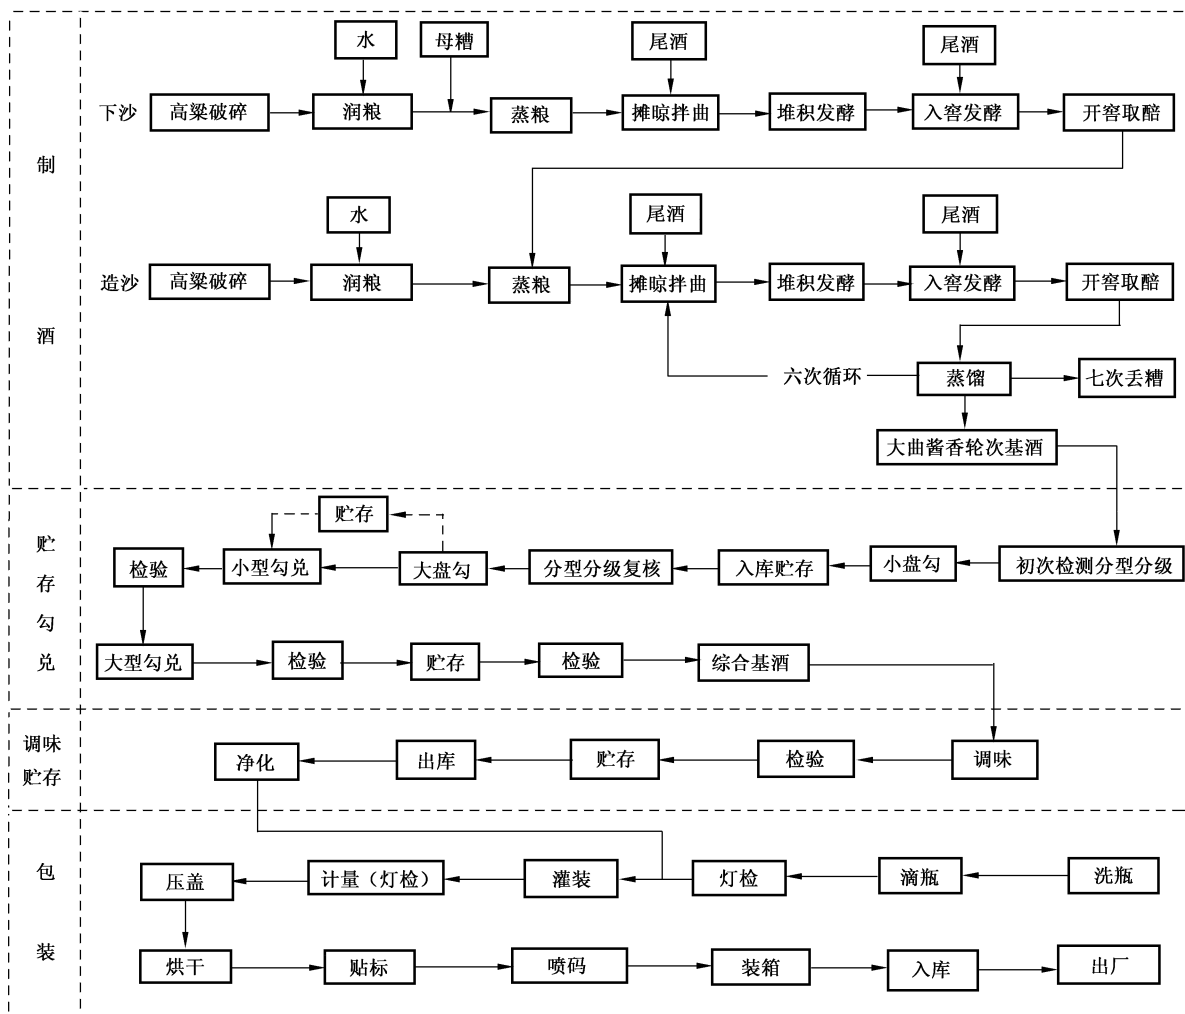 水
母糟
尾酒
尾酒
下沙
高粱破碎
润粮
蒸粮
摊晾拌曲
堆积发酵
入窖发酵
开窖取醅
制
水
尾酒
尾酒
造沙
高粱破碎
润粮
蒸粮
摊晾拌曲
堆积发酵
入窖发酵
开窖取醅
酒
六次循环
蒸馏
七次丢糟
大曲酱香轮次基酒
贮存
贮
存
勾
兑
检验
小型勾兑
大盘勾
分型分级复核
入库贮存
小盘勾
初次检测分型分级
大型勾兑
检验
贮存
检验
综合基酒
调味
贮存
净化
出库
贮存
检验
调味
包
装
压盖
计量（灯检）
灌装
灯检
滴瓶
洗瓶
烘干
贴标
喷码
装箱
入库
出厂